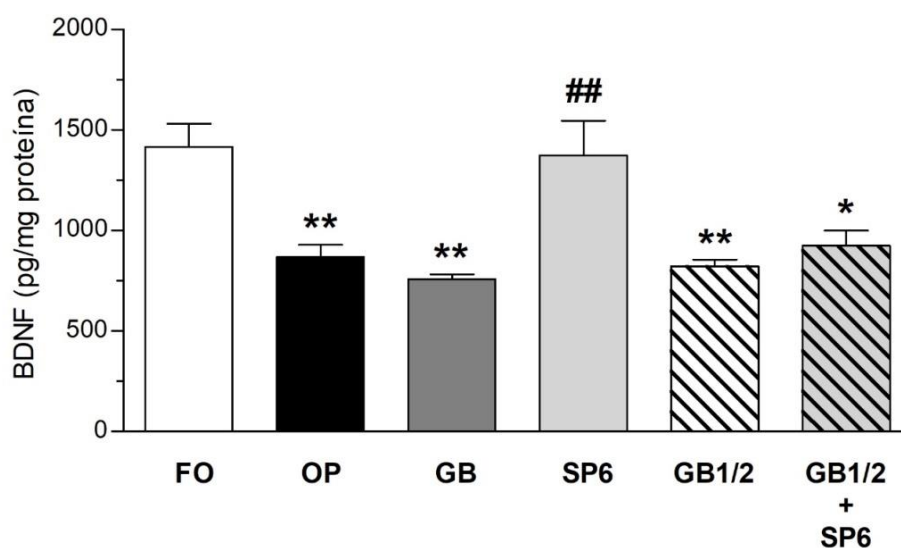 BDNF (pg/mg proteína)
2000
1500
1000
500
0
**
**
##
**
*
FO
OP
GB
SP6
GB1/2
GB1/2
+
SP6